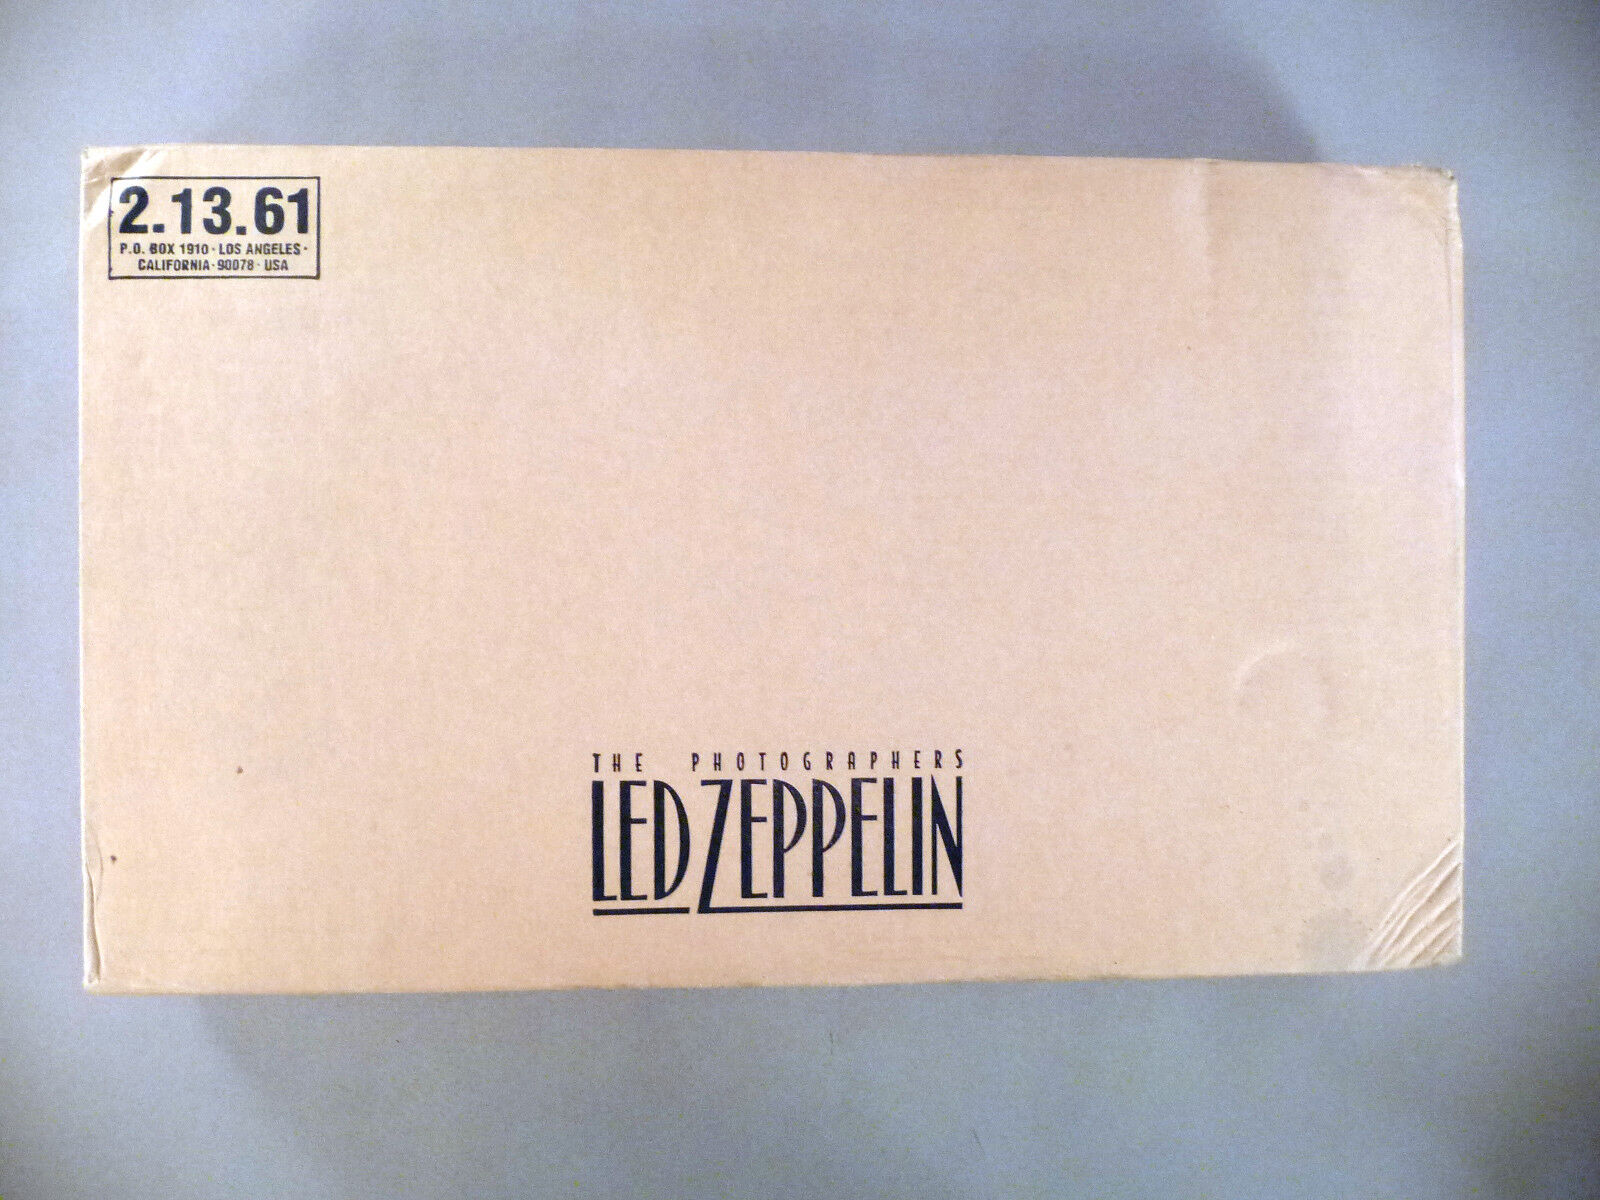 2.13.61
P.O. BOX 1910 · LOS ANGELES ·
CALIFORNIA · 90078 · USA
THE PHOTOGRAPHERS
LED ZEPPELIN